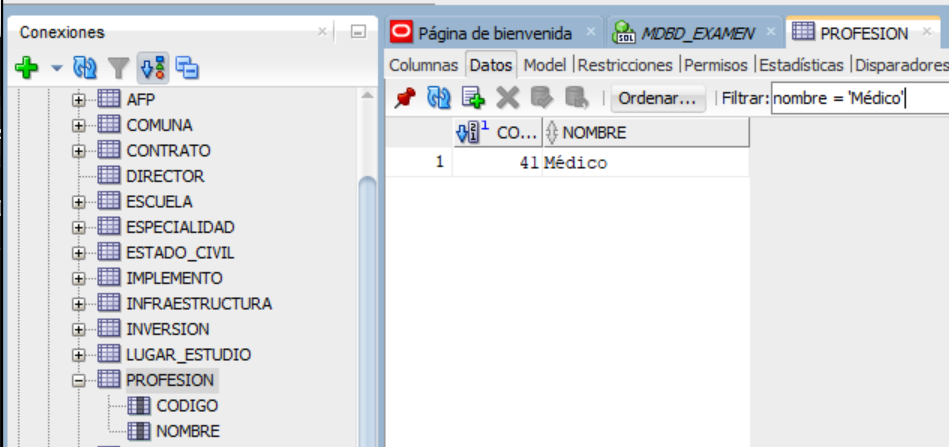 Conexiones
Página de bienvenida
MDBD_EXAMEN
PROFESION
Columnas Datos Model |Restricciones |Permisos |Estadísticas |Disparadores
Ordenar... |Filtrar: nombre = 'Médico'
CO... NOMBRE
1 41 Médico
AFP
COMUNA
CONTRATO
DIRECTOR
ESCUELA
ESPECIALIDAD
ESTADO_CIVIL
IMPLEMENTO
INFRAESTRUCTURA
INVERSION
LUGAR_ESTUDIO
PROFESION
CODIGO
NOMBRE